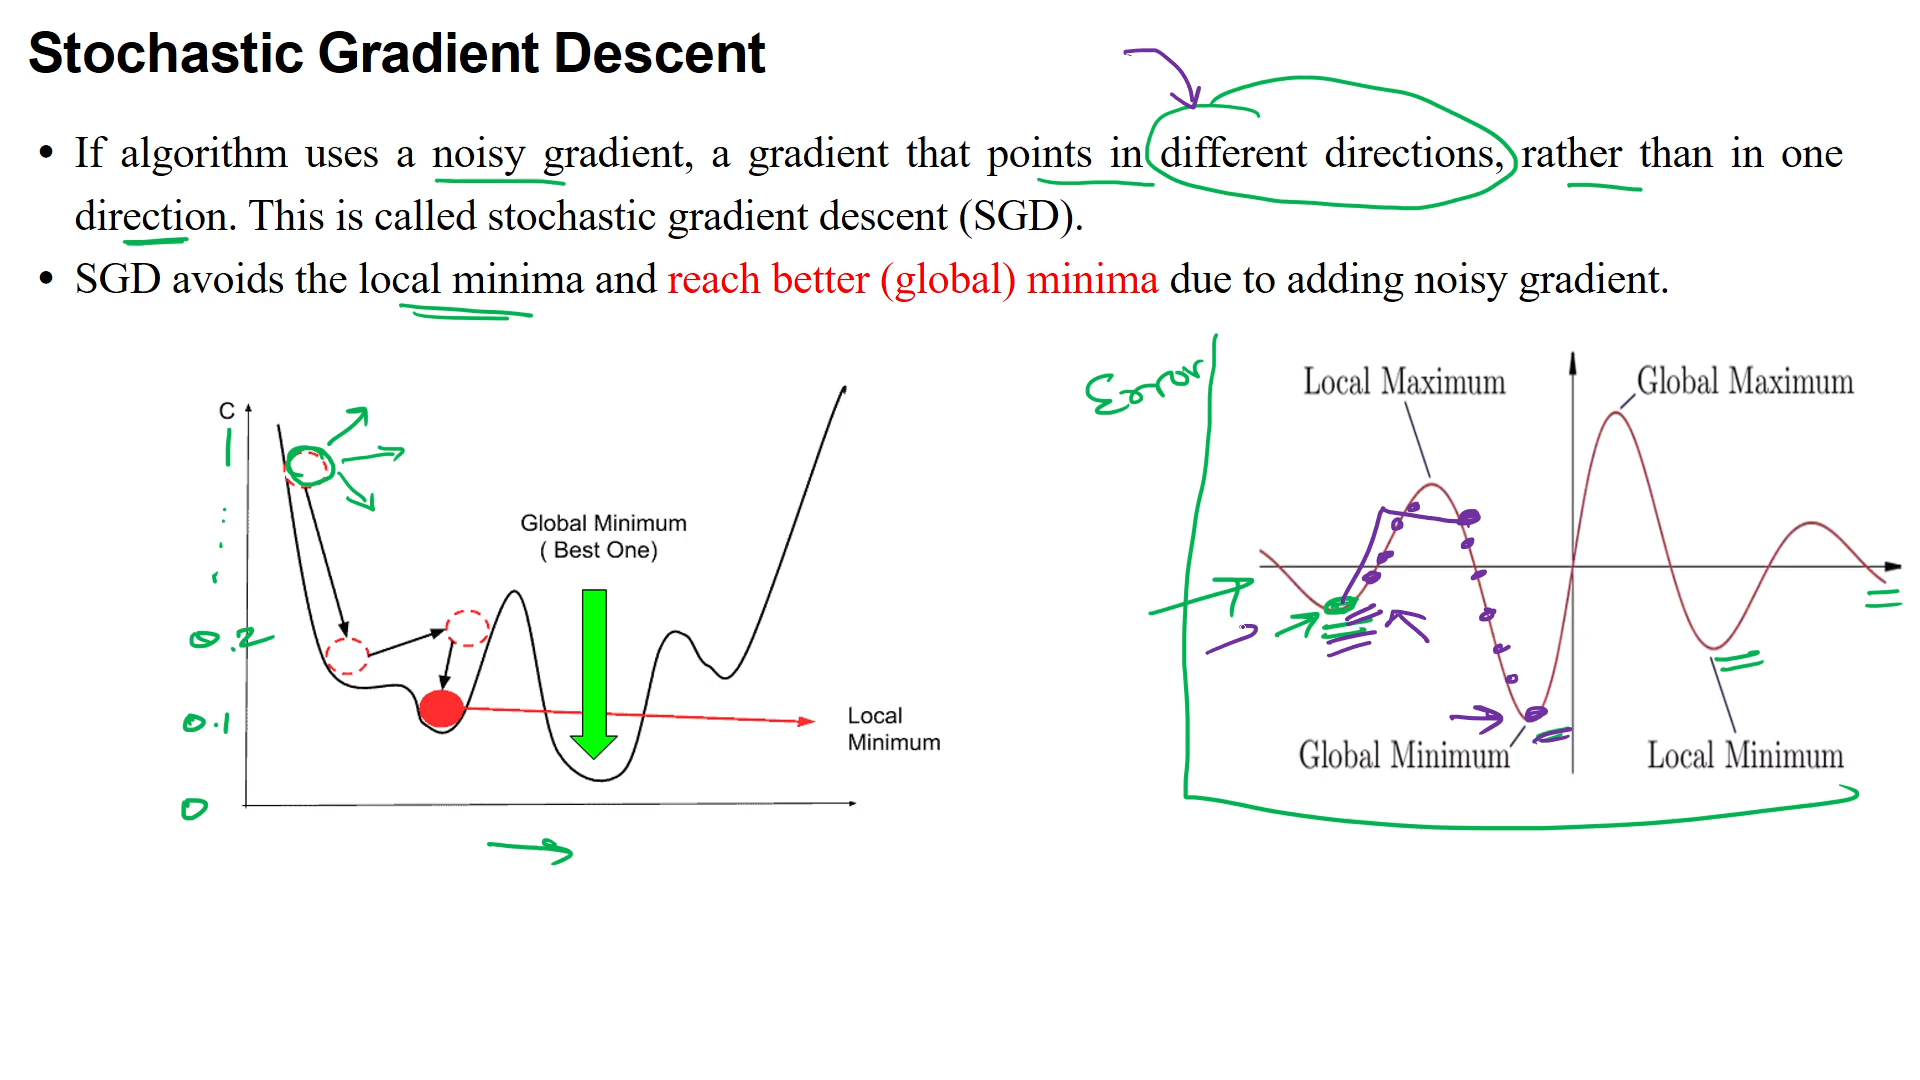 Stochastic Gradient Descent
• If algorithm uses a noisy gradient, a gradient that points in different directions, rather than in one
direction. This is called stochastic gradient descent (SGD).
• SGD avoids the local minima and reach better (global) minima due to adding noisy gradient.
C
1
0.2
0.1
0
Global Minimum
( Best One)
Local
Minimum
Error
Local Maximum
Global Maximum
Global Minimum
Local Minimum